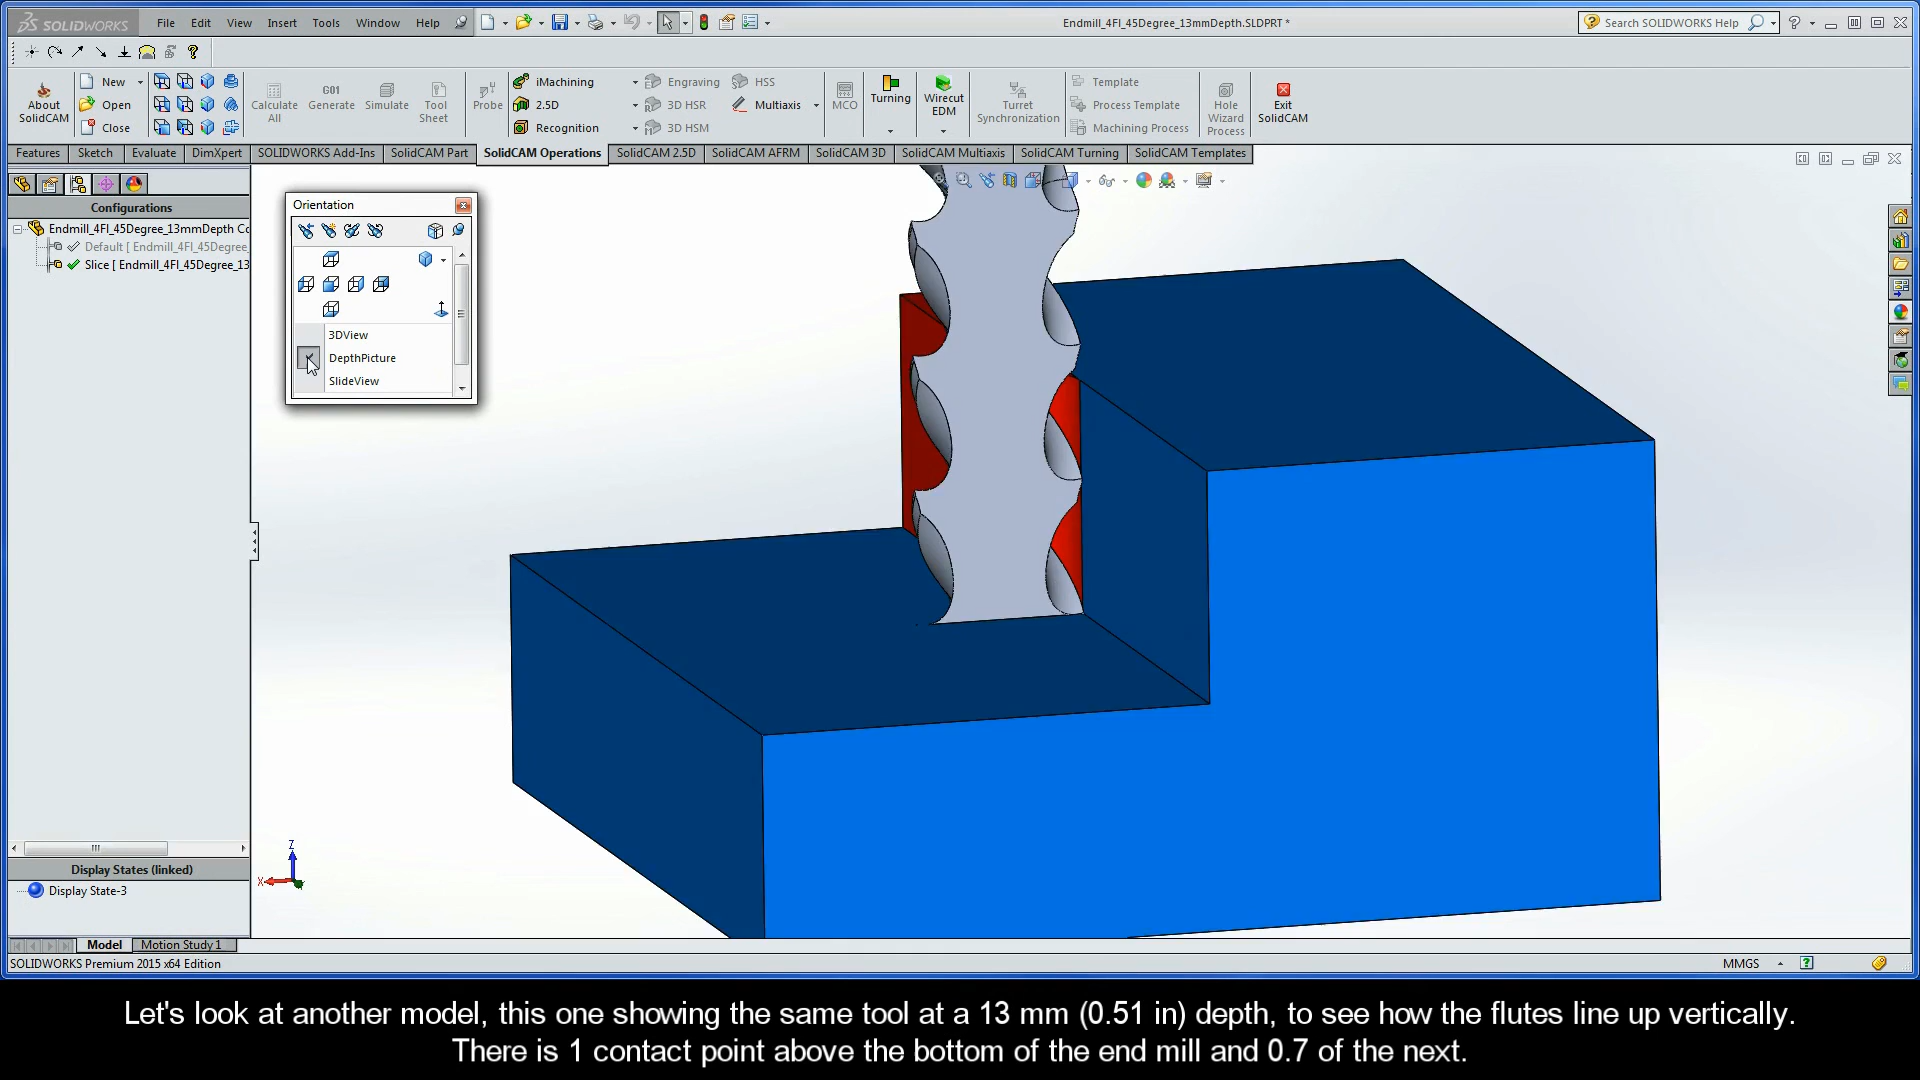 SOLIDWORKS File Edit View Insert Tools Window Help
Endmill_4Fl_45Degree_13mmDepth.SLDPRT *
Search SOLIDWORKS Help
About SolidCAM
New
Open
Close
Calculate All
G01 Generate
Simulate
Tool Sheet
Probe
iMachining
2.5D
Recognition
Engraving
3D HSR
3D HSM
HSS
Multiaxis
MCO
Turning
Wirecut EDM
Turret Synchronization
Template
Process Template
Machining Process
Hole Wizard Process
Exit SolidCAM
Features Sketch Evaluate DimXpert SOLIDWORKS Add-Ins SolidCAM Part SolidCAM Operations SolidCAM 2.5D SolidCAM AFRM SolidCAM 3D SolidCAM Multiaxis SolidCAM Turning SolidCAM Templates
Configurations
Endmill_4Fl_45Degree_13mmDepth Co
Default [ Endmill_4Fl_45Degree_
Slice [ Endmill_4Fl_45Degree_13
Orientation
3DView
DepthPicture
SlideView
Z
X
Display States (linked)
Display State-3
Model Motion Study 1
SOLIDWORKS Premium 2015 x64 Edition
MMGS
Let's look at another model, this one showing the same tool at a 13 mm (0.51 in) depth, to see how the flutes line up vertically.
There is 1 contact point above the bottom of the end mill and 0.7 of the next.